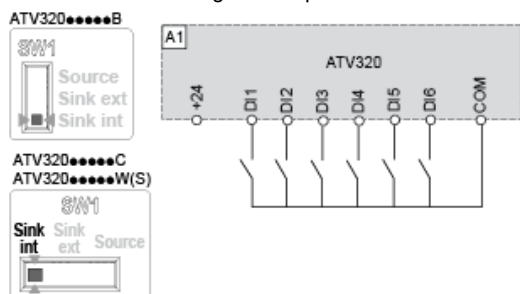 ATV320●●●●●B
SW1
Source
Sink ext
Sink int
A1
ATV320
+24
DI1
DI2
DI3
DI4
DI5
DI6
COM
ATV320●●●●●C
ATV320●●●●●W(S)
SW1
Sink int
Sink ext
Source